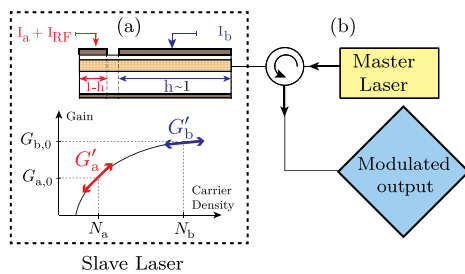 (a)
I_a + I_RF
I_b
1-h
h~1
Gain
G_b,0
G_a,0
G'_a
G'_b
Carrier
Density
N_a
N_b
Slave Laser
(b)
Master
Laser
Modulated
output